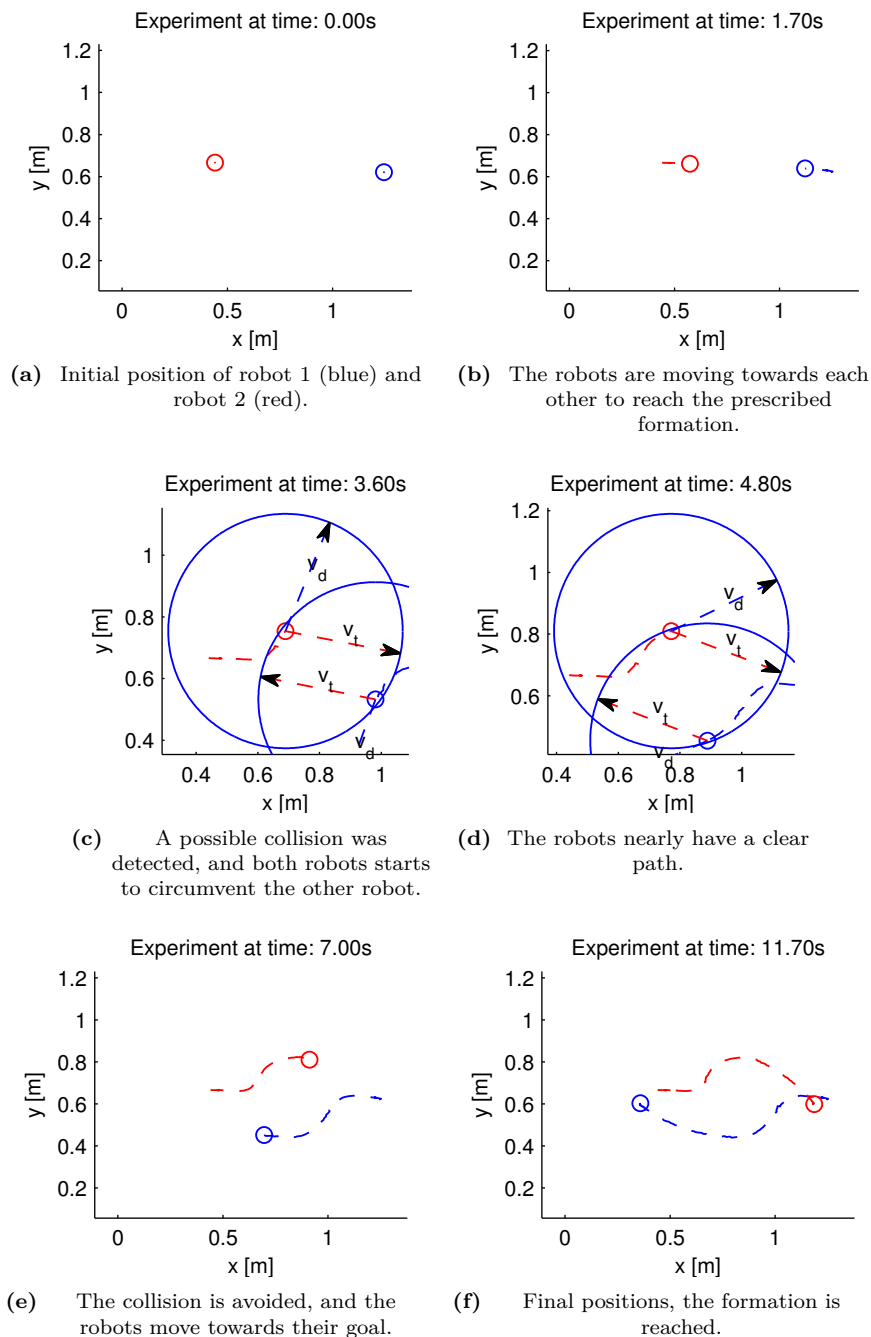 Experiment at time: 0.00s
1.2
1
0.8
0.6
0.4
0.2
y [m]
0
0.5
1
x [m]
(a) Initial position of robot 1 (blue) and
robot 2 (red).
Experiment at time: 1.70s
1.2
1
0.8
0.6
0.4
0.2
y [m]
0
0.5
1
x [m]
(b) The robots are moving towards each
other to reach the prescribed
formation.
Experiment at time: 3.60s
1
0.8
0.6
0.4
y [m]
v_d
v_t
v_t
v_d
0.4
0.6
0.8
1
x [m]
(c) A possible collision was
detected, and both robots starts
to circumvent the other robot.
Experiment at time: 4.80s
1.2
1
0.8
0.6
y [m]
v_d
v_t
v_t
v_d
0.4
0.6
0.8
1
x [m]
(d) The robots nearly have a clear
path.
Experiment at time: 7.00s
1.2
1
0.8
0.6
0.4
0.2
y [m]
0
0.5
1
x [m]
(e) The collision is avoided, and the
robots move towards their goal.
Experiment at time: 11.70s
1.2
1
0.8
0.6
0.4
0.2
y [m]
0
0.5
1
x [m]
(f) Final positions, the formation is
reached.